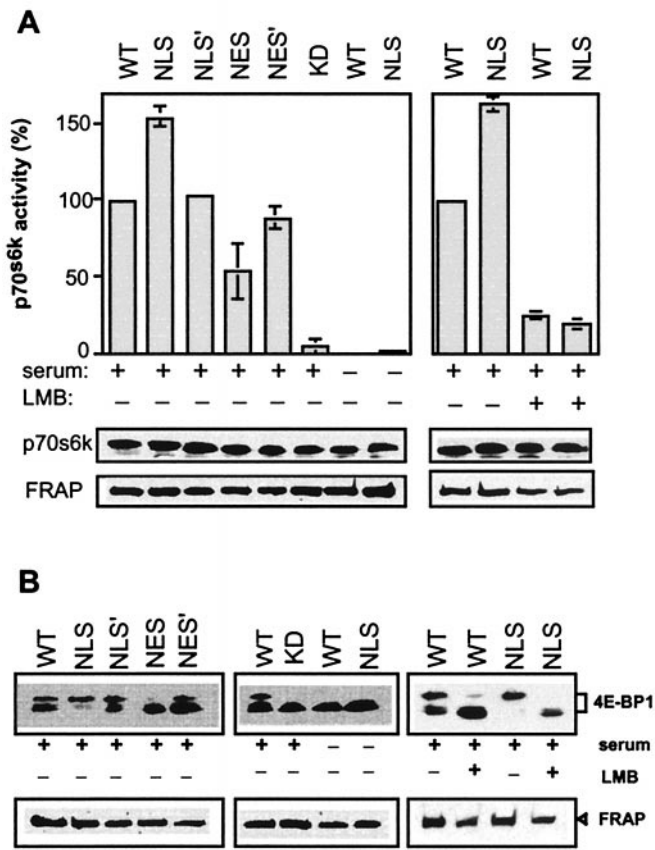 A
WT NLS NLS' NES NES' KD WT NLS WT NLS WT NLS
p70s6k activity (%)
150
100
50
0
serum: + + + + + + – – + + + +
LMB: – – – – – – – – – – + +
p70s6k
FRAP
B
WT NLS NLS' NES NES' WT KD WT NLS WT WT NLS NLS
4E-BP1
+ + + + + + + – – + + + + serum
– – – – – – – – – – + – + LMB
FRAP